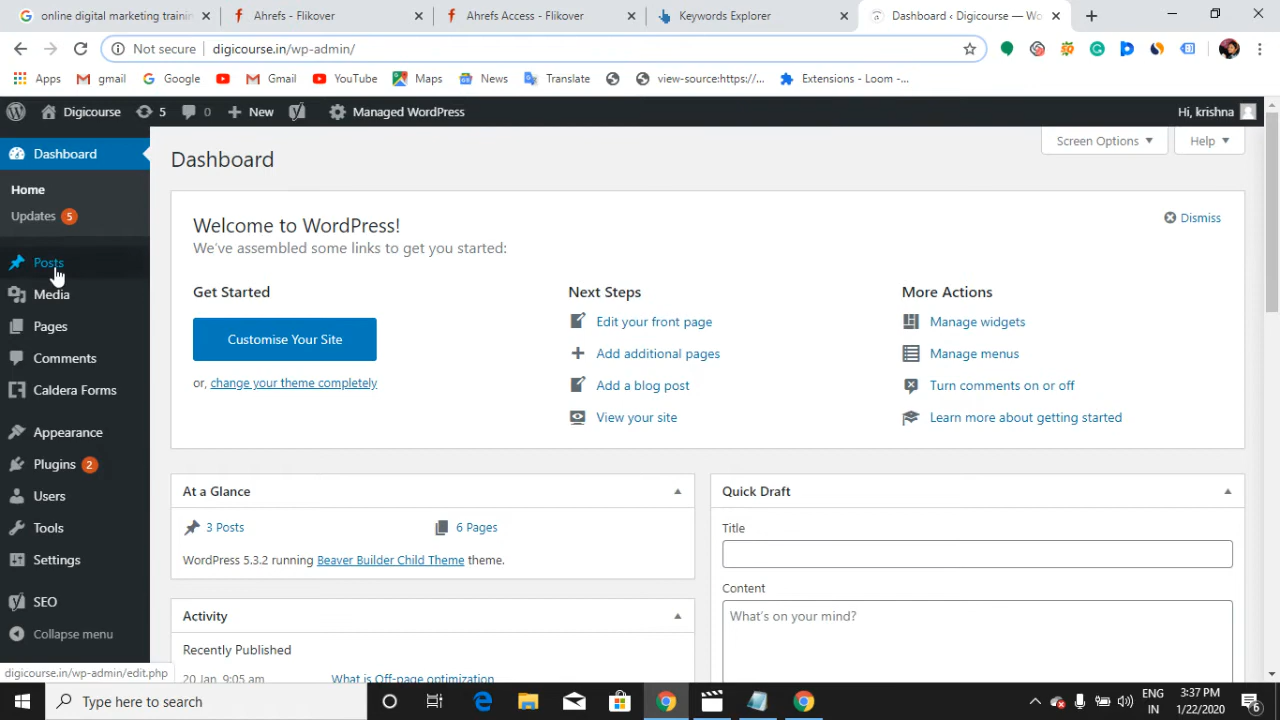 online digital marketing trainin
Ahrefs - Flikover
Ahrefs Access - Flikover
Keywords Explorer
Dashboard ‹ Digicourse — Wo
Not secure
digicourse.in/wp-admin/
Apps
gmail
Google
Gmail
YouTube
Maps
News
Translate
view-source:https://...
Extensions - Loom -...
Digicourse
5
0
New
Managed WordPress
Hi, krishna
Dashboard
Home
Updates 5
Posts
Media
Pages
Comments
Caldera Forms
Appearance
Plugins 2
Users
Tools
Settings
SEO
Collapse menu
digicourse.in/wp-admin/edit.php
Dashboard
Screen Options
Help
Welcome to WordPress!
We've assembled some links to get you started:
Dismiss
Get Started
Customise Your Site
or, change your theme completely
Next Steps
Edit your front page
Add additional pages
Add a blog post
View your site
More Actions
Manage widgets
Manage menus
Turn comments on or off
Learn more about getting started
At a Glance
3 Posts
6 Pages
WordPress 5.3.2 running Beaver Builder Child Theme theme.
Activity
Recently Published
20 Jan, 9:05 am
What is Off-page optimization
Quick Draft
Title
Content
What's on your mind?
Type here to search
ENG
IN
3:37 PM
1/22/2020
6